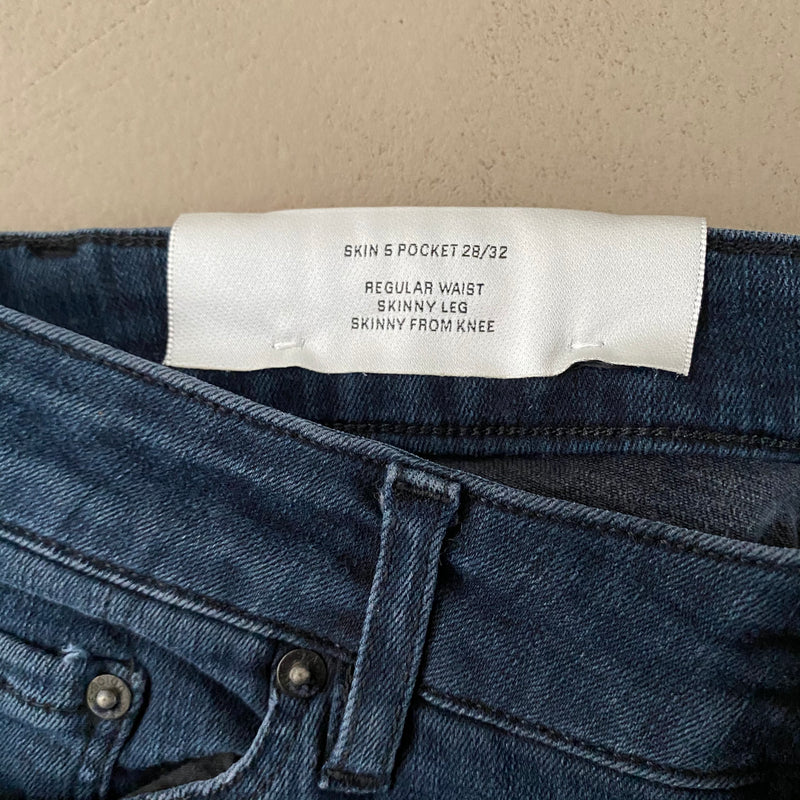 SKIN 5 POCKET 28/32
REGULAR WAIST
SKINNY LEG
SKINNY FROM KNEE